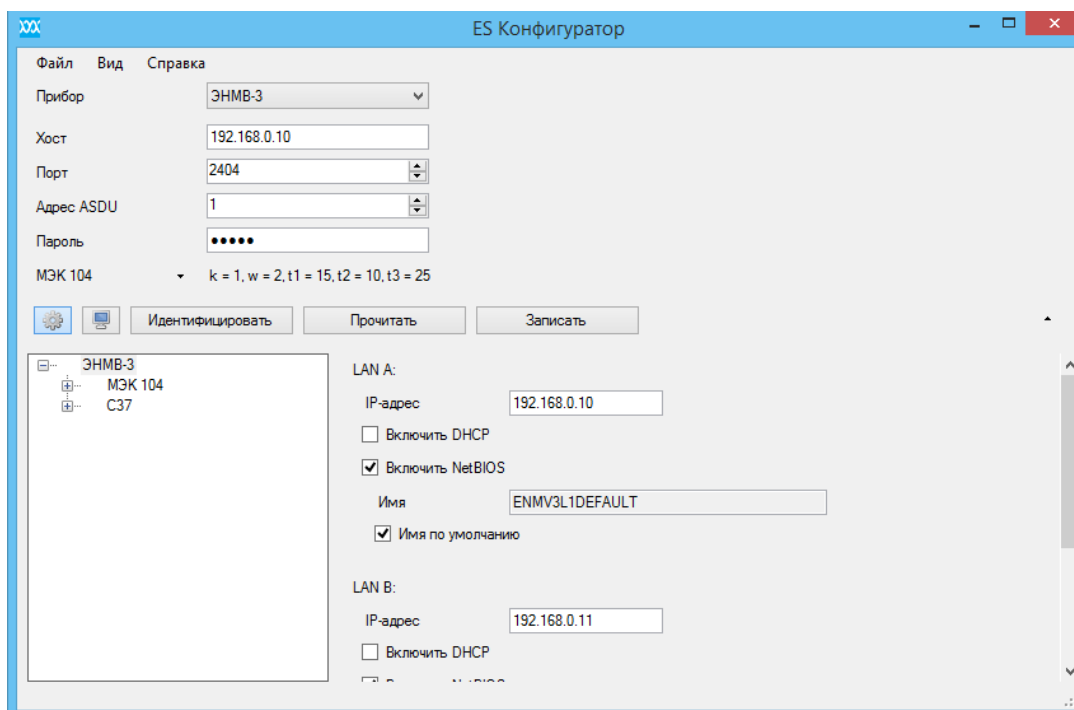 ES Конфигуратор
Файл Вид Справка
Прибор ЭНМВ-3
Хост 192.168.0.10
Порт 2404
Адрес ASDU 1
Пароль •••••
МЭК 104 k = 1, w = 2, t1 = 15, t2 = 10, t3 = 25
Идентифицировать Прочитать Записать
ЭНМВ-3
МЭК 104
С37
LAN A:
IP-адрес 192.168.0.10
Включить DHCP
Включить NetBIOS
Имя ENMV3L1DEFAULT
Имя по умолчанию
LAN B:
IP-адрес 192.168.0.11
Включить DHCP